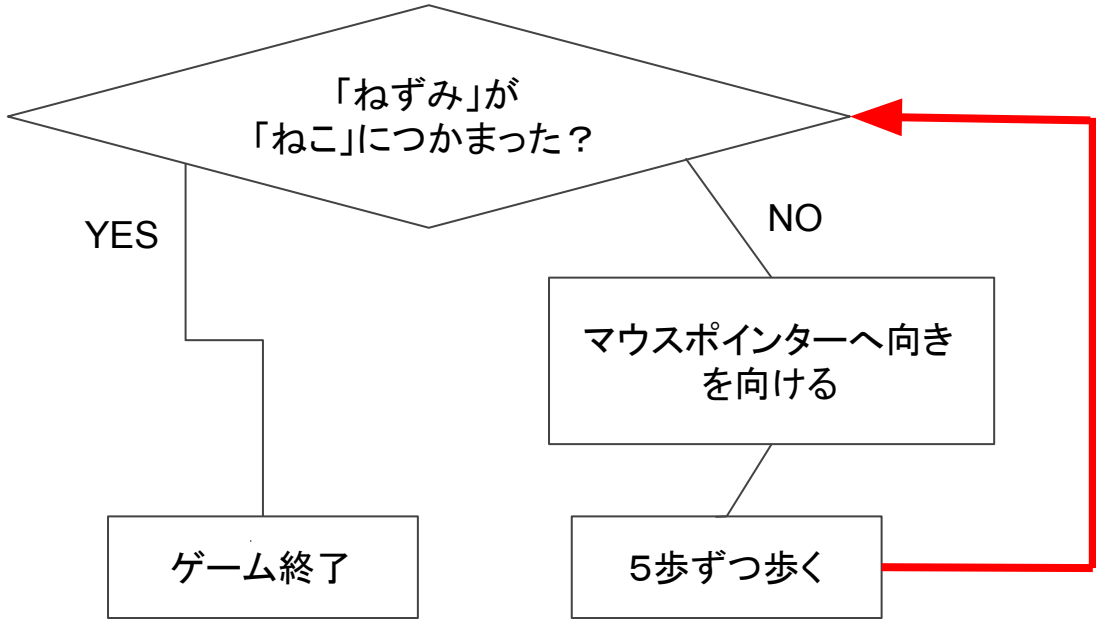 「ねずみ」が
「ねこ」につかまった？
YES
NO
マウスポインターへ向き
を向ける
ゲーム終了
５歩ずつ歩く